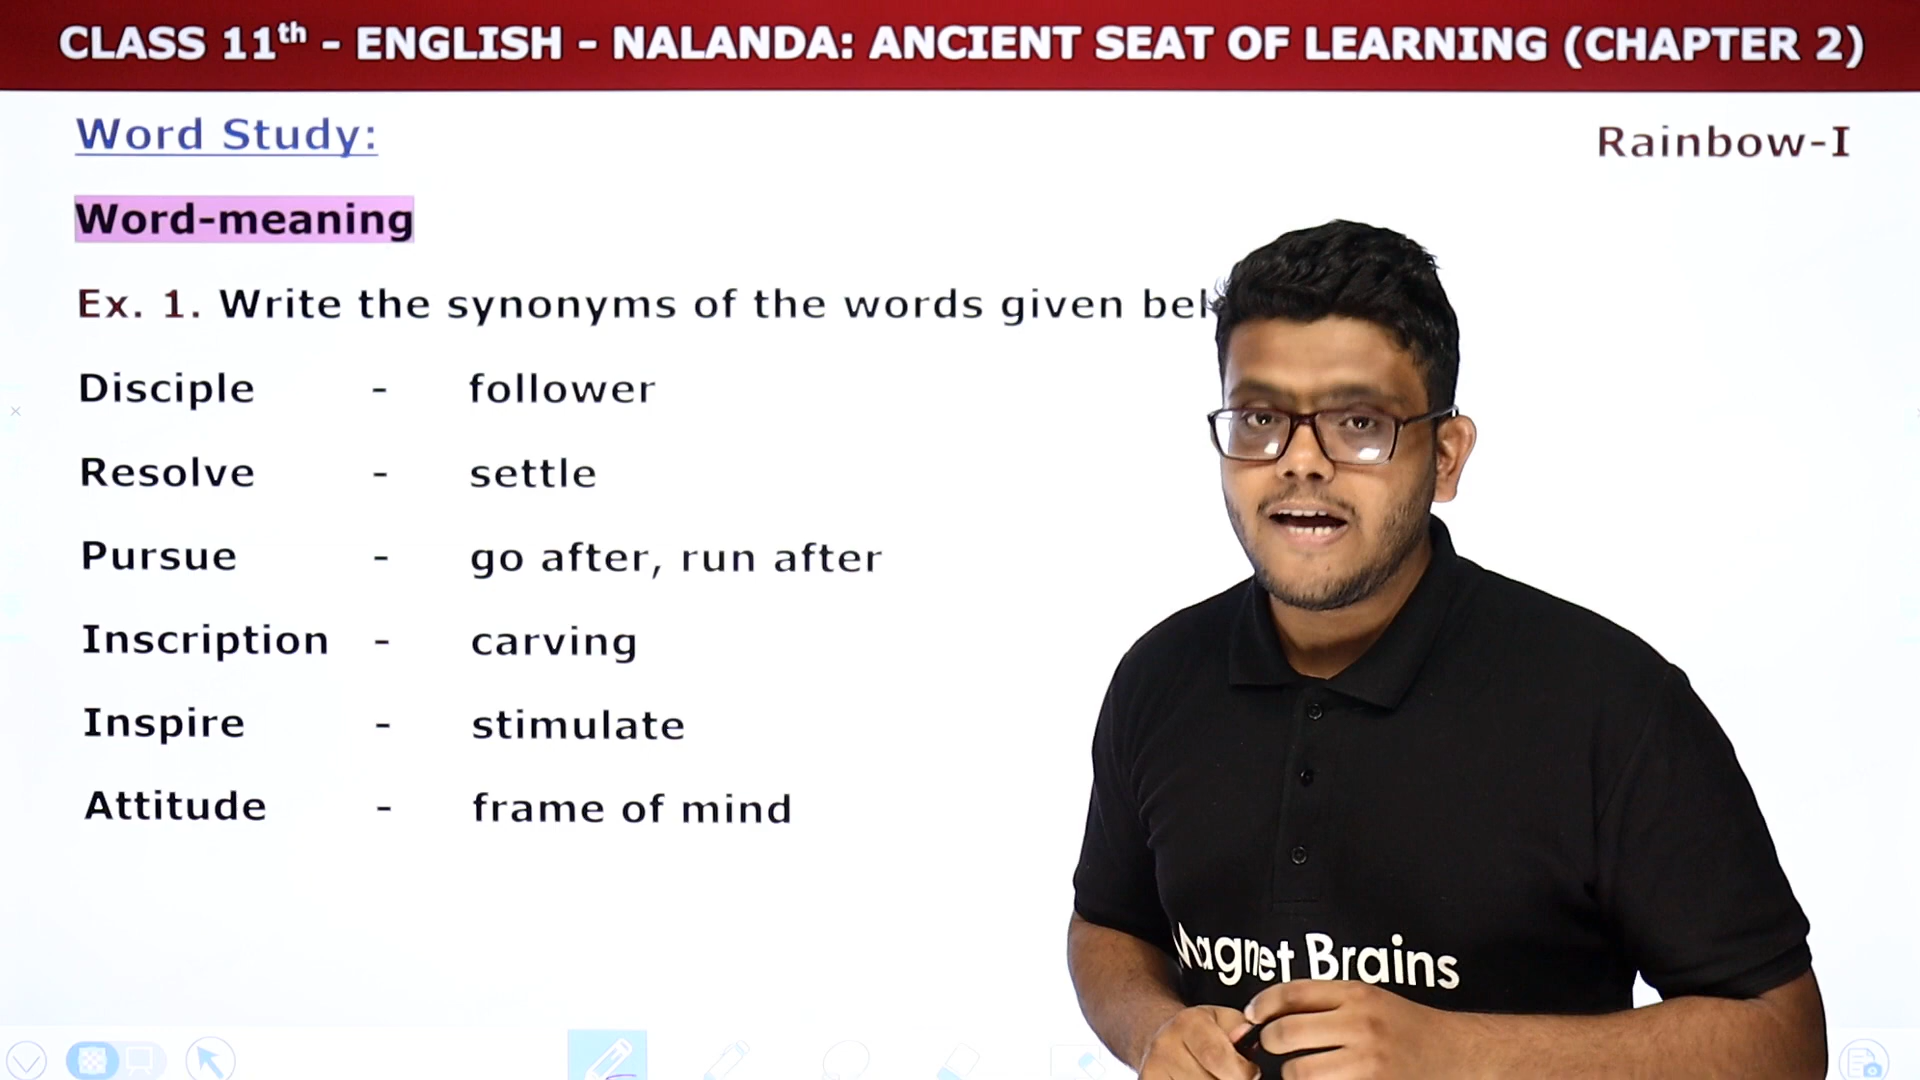 CLASS 11th - ENGLISH - NALANDA: ANCIENT SEAT OF LEARNING (CHAPTER 2)
Word Study:
Rainbow-I
Word-meaning
Ex. 1. Write the synonyms of the words given
Disciple - follower
Resolve - settle
Pursue - go after, run after
Inscription - carving
Inspire - stimulate
Attitude - frame of mind
Magnet Brains